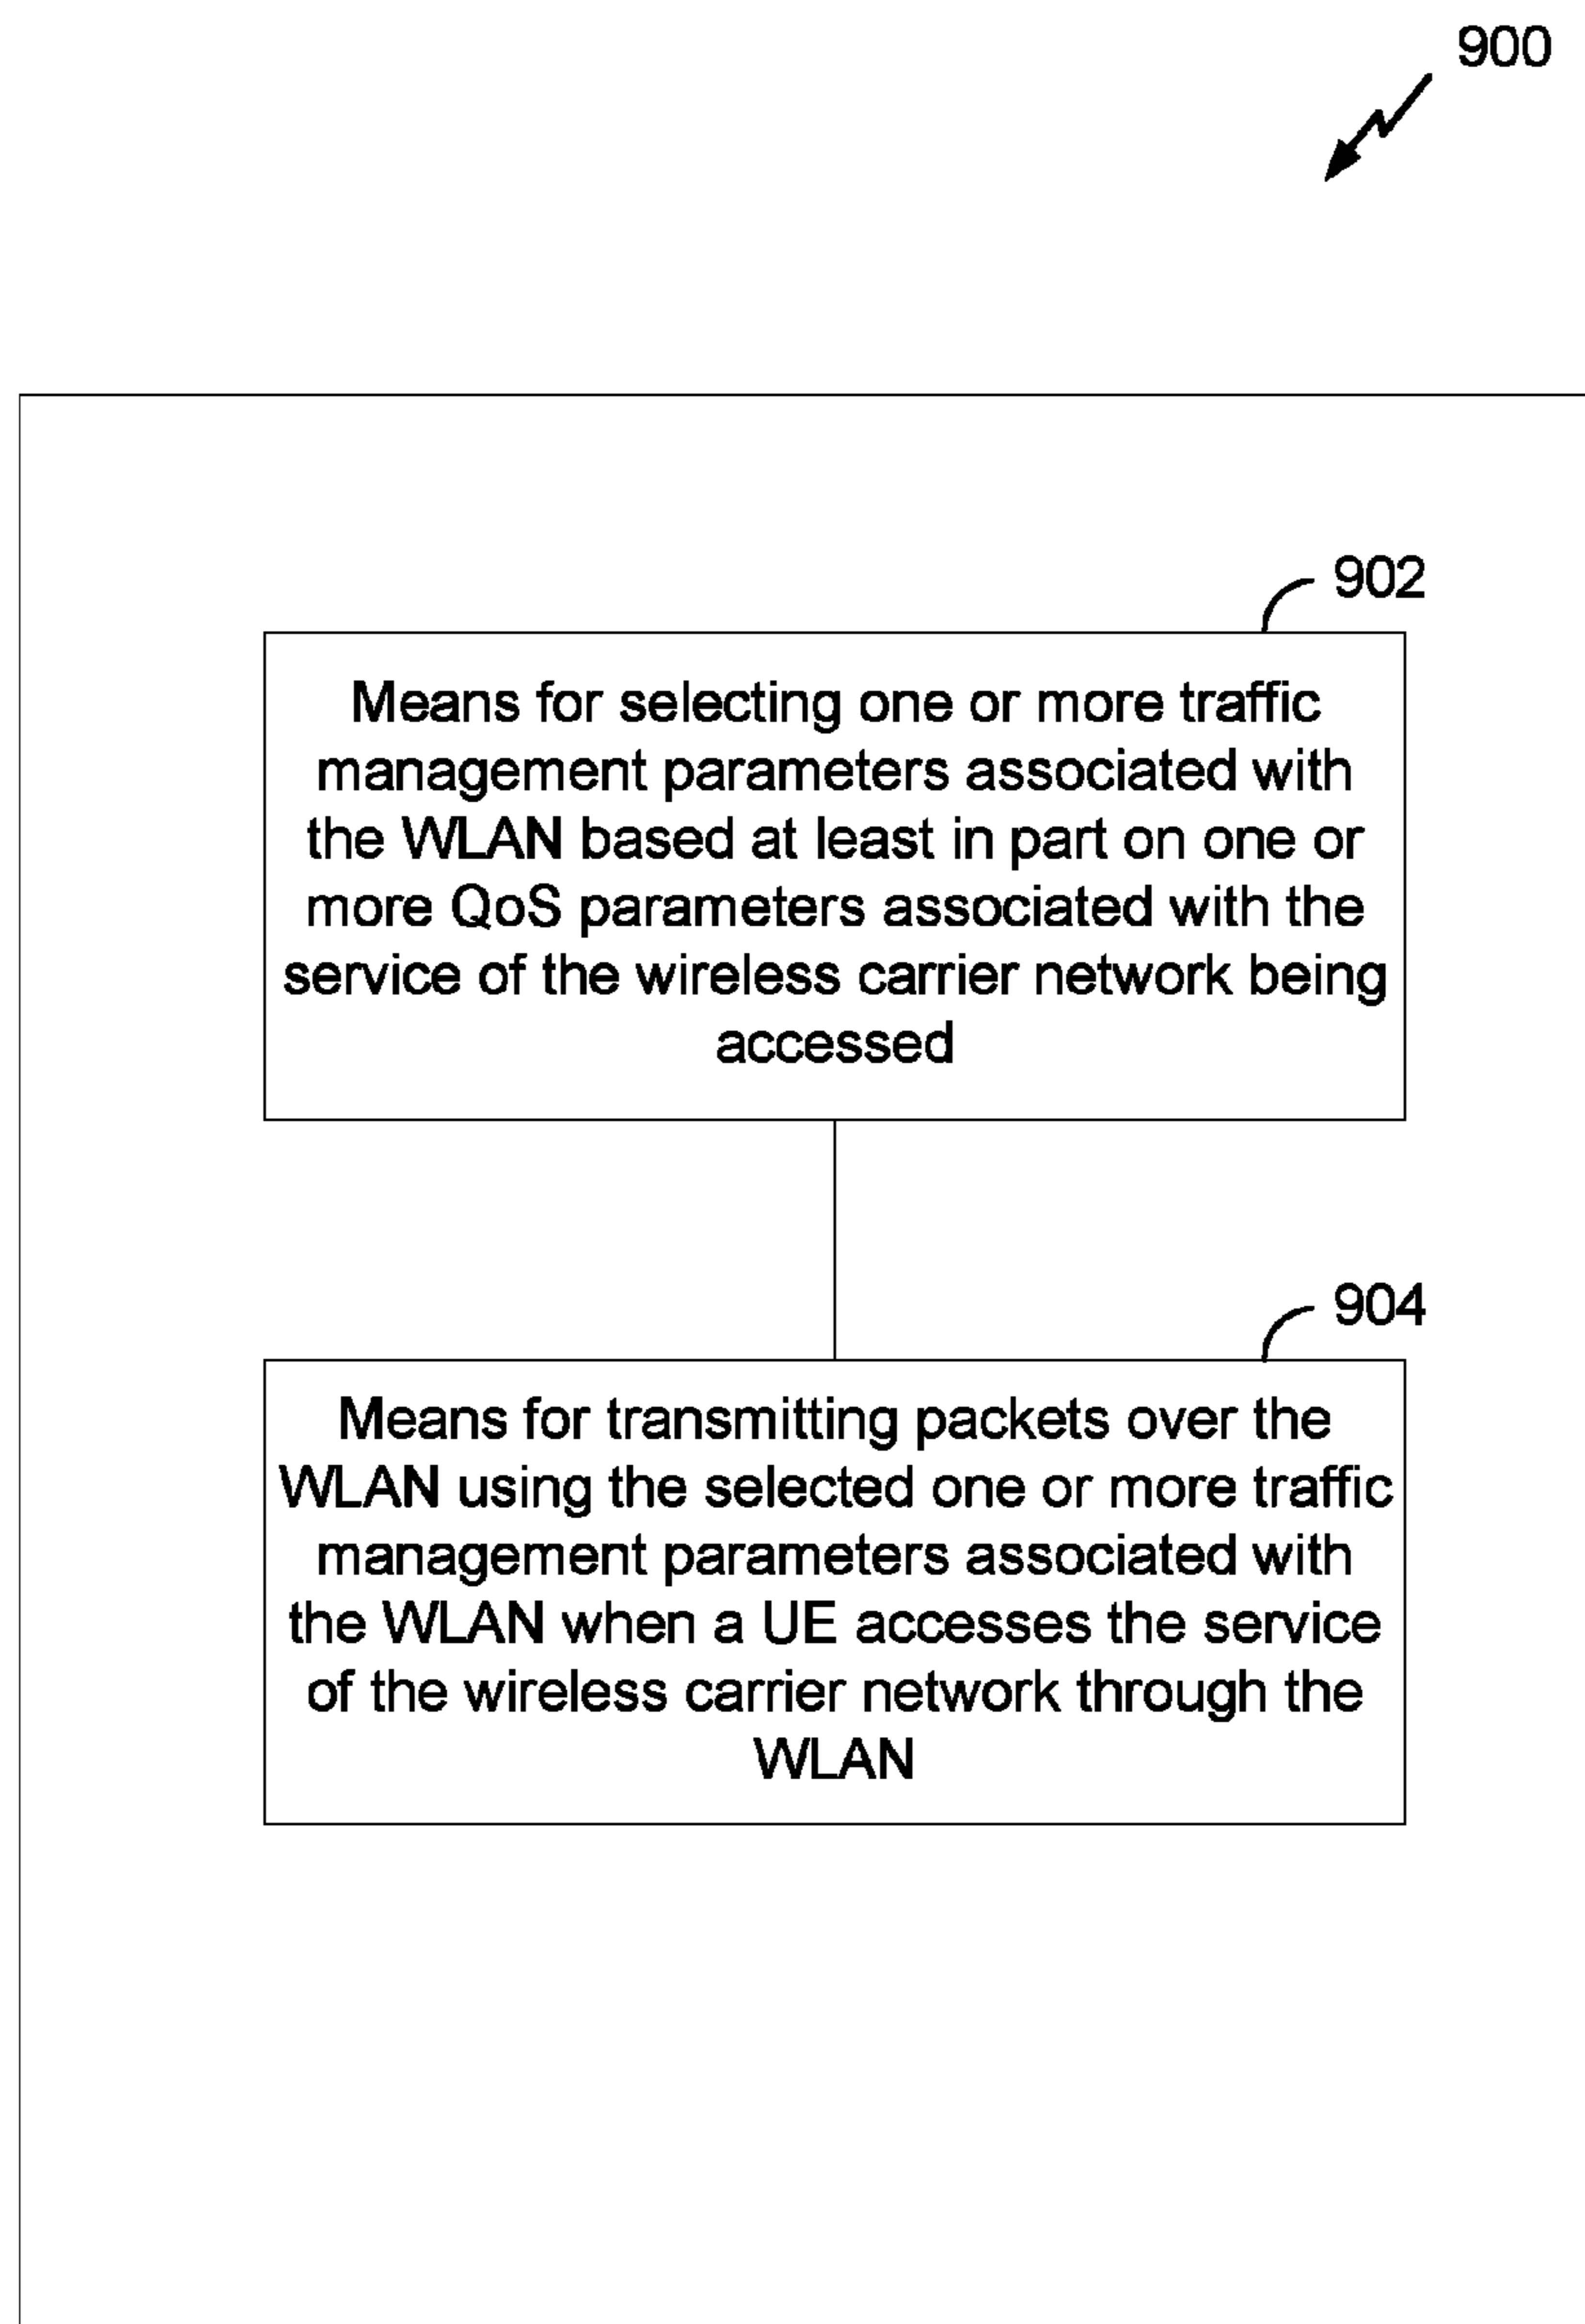 900
902
Means for selecting one or more traffic
management parameters associated with
the WLAN based at least in part on one or
more QoS parameters associated with the
service of the wireless carrier network being
accessed
904
Means for transmitting packets over the
WLAN using the selected one or more traffic
management parameters associated with
the WLAN when a UE accesses the service
of the wireless carrier network through the
WLAN